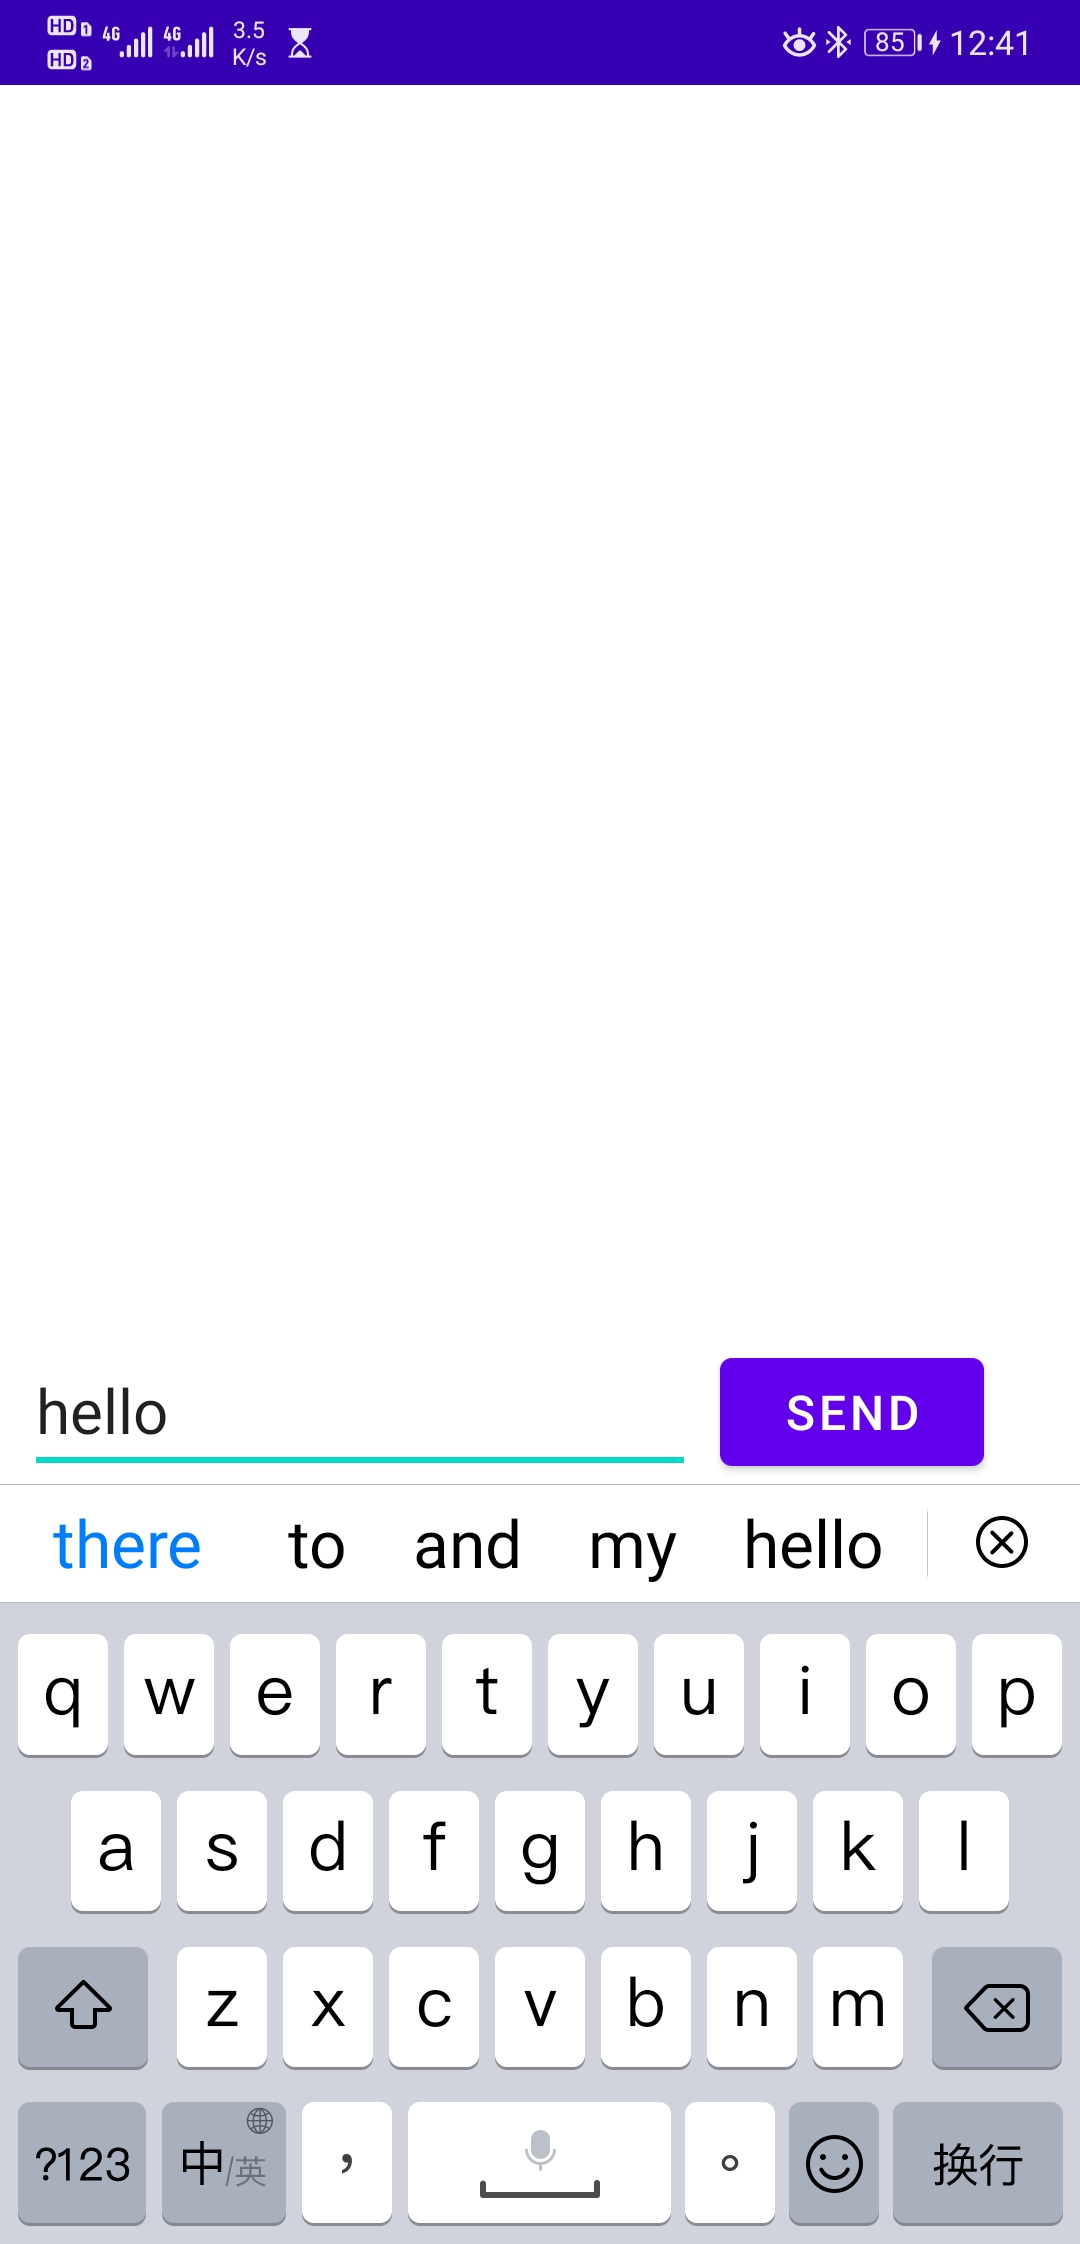 HD 1 4G 4G 3.5 K/s 85 12:41
HD 2
hello SEND
there to and my hello
q w e r t y u i o p
a s d f g h j k l
z x c v b n m
?123 中/英 , 。 换行